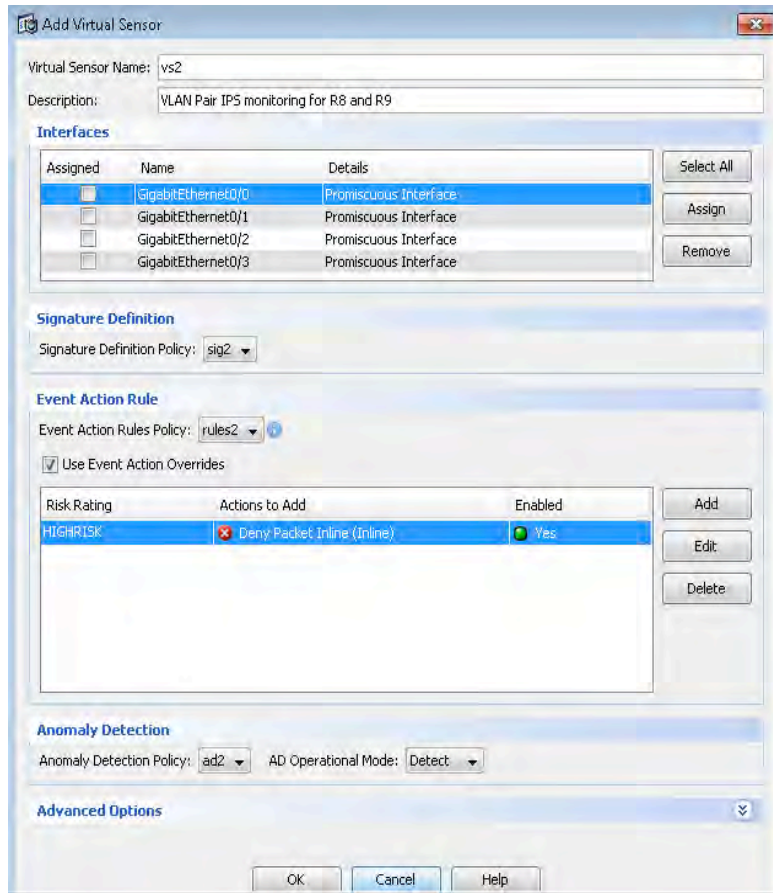 Add Virtual Sensor
Virtual Sensor Name: vs2
Description: VLAN Pair IPS monitoring for R8 and R9
Interfaces
Assigned Name Details
GigabitEthernet0/0 Promiscuous Interface
GigabitEthernet0/1 Promiscuous Interface
GigabitEthernet0/2 Promiscuous Interface
GigabitEthernet0/3 Promiscuous Interface
Select All
Assign
Remove
Signature Definition
Signature Definition Policy: sig2
Event Action Rule
Event Action Rules Policy: rules2
Use Event Action Overrides
Risk Rating Actions to Add Enabled
HIGHRISK Deny Packet Inline (Inline) Yes
Add
Edit
Delete
Anomaly Detection
Anomaly Detection Policy: ad2 AD Operational Mode: Detect
Advanced Options
OK Cancel Help